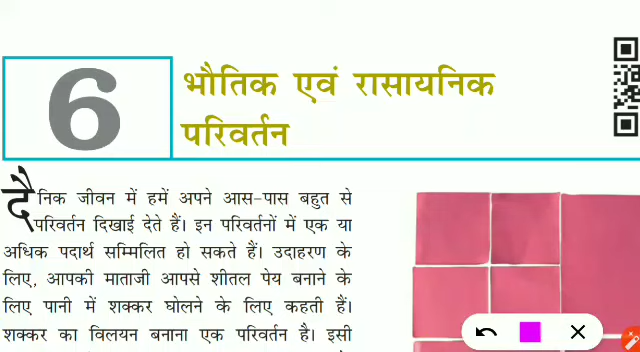 6
भौतिक एवं रासायनिक
परिवर्तन
दैनिक जीवन में हमें अपने आस-पास बहुत से
परिवर्तन दिखाई देते हैं। इन परिवर्तनों में एक या
अधिक पदार्थ सम्मिलित हो सकते हैं। उदाहरण के
लिए, आपकी माताजी आपसे शीतल पेय बनाने के
लिए पानी में शक्कर घोलने के लिए कहती हैं।
शक्कर का विलयन बनाना एक परिवर्तन है। इसी